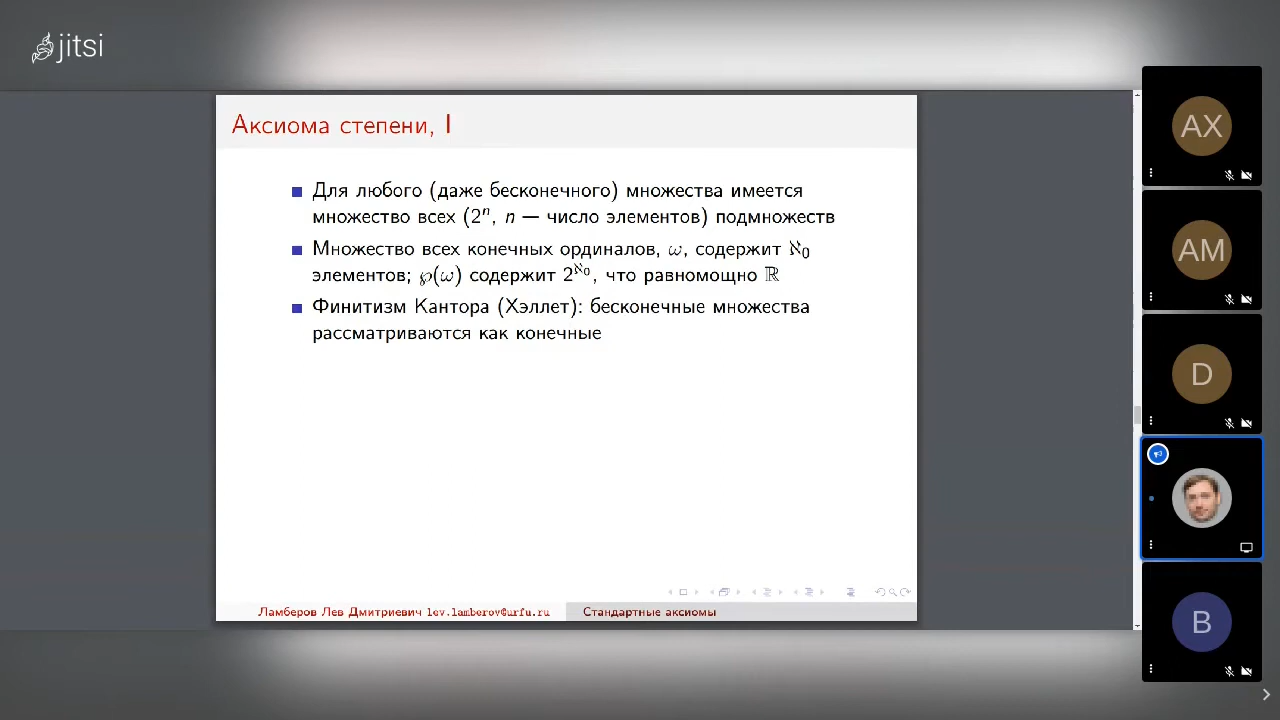 jitsi
Аксиома степени, I
Для любого (даже бесконечного) множества имеется
множество всех (2ⁿ, n — число элементов) подмножеств
Множество всех конечных ординалов, ω, содержит ℵ₀
элементов; ℘(ω) содержит 2^ℵ₀, что равномощно ℝ
Финитизм Кантора (Хэллет): бесконечные множества
рассматриваются как конечные
Ламберов Лев Дмитриевич lev.lamberov@urfu.ru
Стандартные аксиомы
AX
AM
D
B